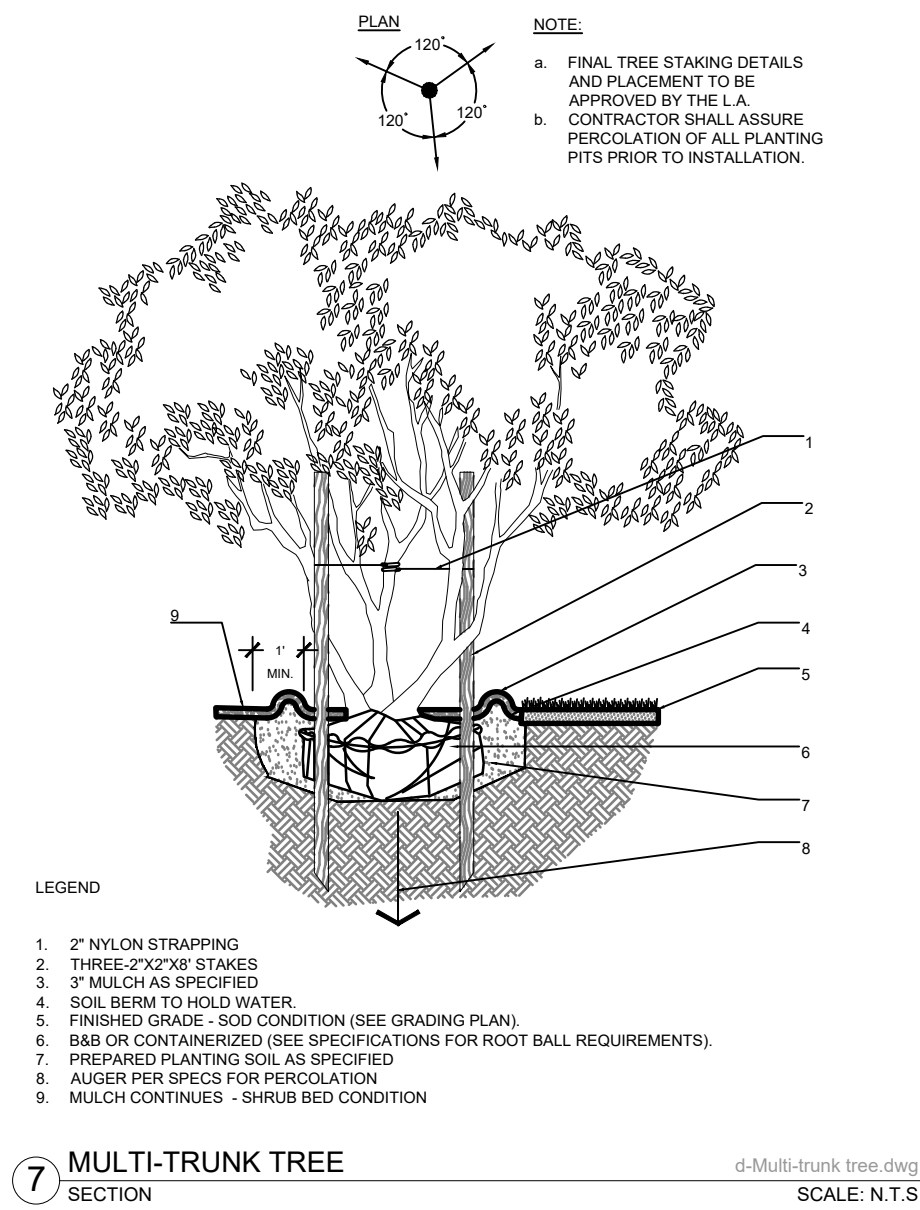 PLAN
120°
120°
120°
NOTE:
a. FINAL TREE STAKING DETAILS
AND PLACEMENT TO BE
APPROVED BY THE L.A.
b. CONTRACTOR SHALL ASSURE
PERCOLATION OF ALL PLANTING
PITS PRIOR TO INSTALLATION.
1
2
3
4
5
6
7
8
9
1'
MIN.
LEGEND
1. 2" NYLON STRAPPING
2. THREE-2"X2"X8' STAKES
3. 3" MULCH AS SPECIFIED
4. SOIL BERM TO HOLD WATER.
5. FINISHED GRADE - SOD CONDITION (SEE GRADING PLAN).
6. B&B OR CONTAINERIZED (SEE SPECIFICATIONS FOR ROOT BALL REQUIREMENTS).
7. PREPARED PLANTING SOIL AS SPECIFIED
8. AUGER PER SPECS FOR PERCOLATION
9. MULCH CONTINUES - SHRUB BED CONDITION
7
MULTI-TRUNK TREE
d-Multi-trunk tree.dwg
SECTION
SCALE: N.T.S